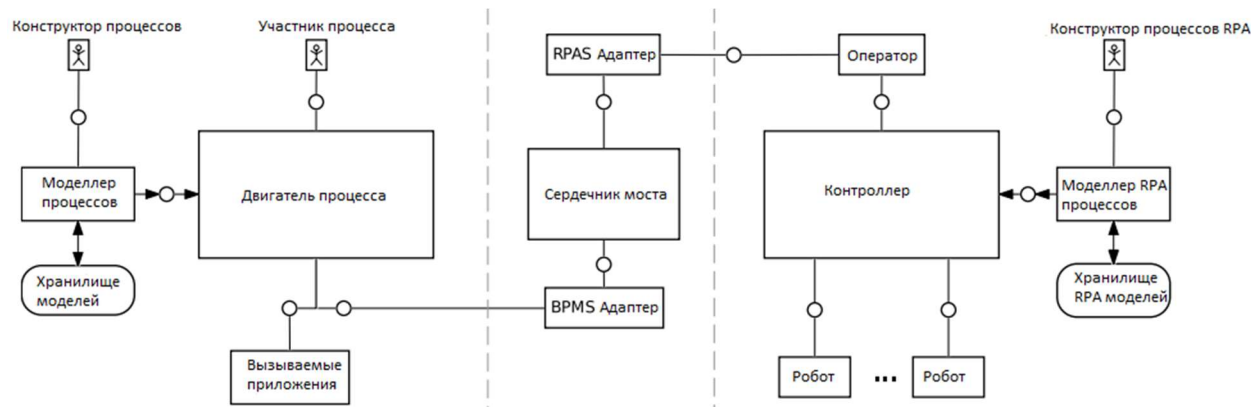 Конструктор процессов
Участник процесса
RPAS Адаптер
Оператор
Конструктор процессов RPA
Моделлер
процессов
Двигатель процесса
Сердечник моста
Контроллер
Моделлер RPA
процессов
Хранилище
моделей
BPMS Адаптер
Хранилище
RPA моделей
Вызываемые
приложения
Робот
...
Робот